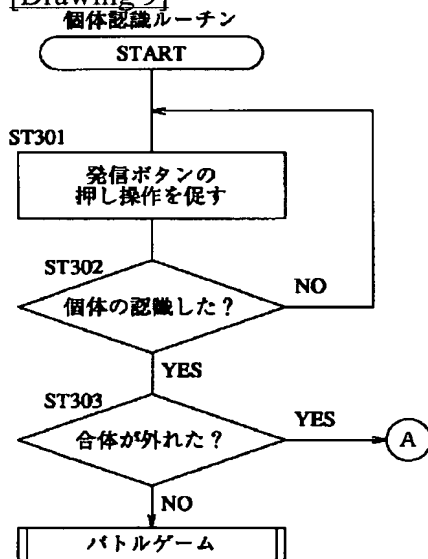 [Drawing 9]
個体認識ルーチン
START
ST301
発信ボタンの
押し操作を促す
ST302
個体の認識した？
NO
YES
ST303
合体が外れた？
YES
A
NO
バトルゲーム